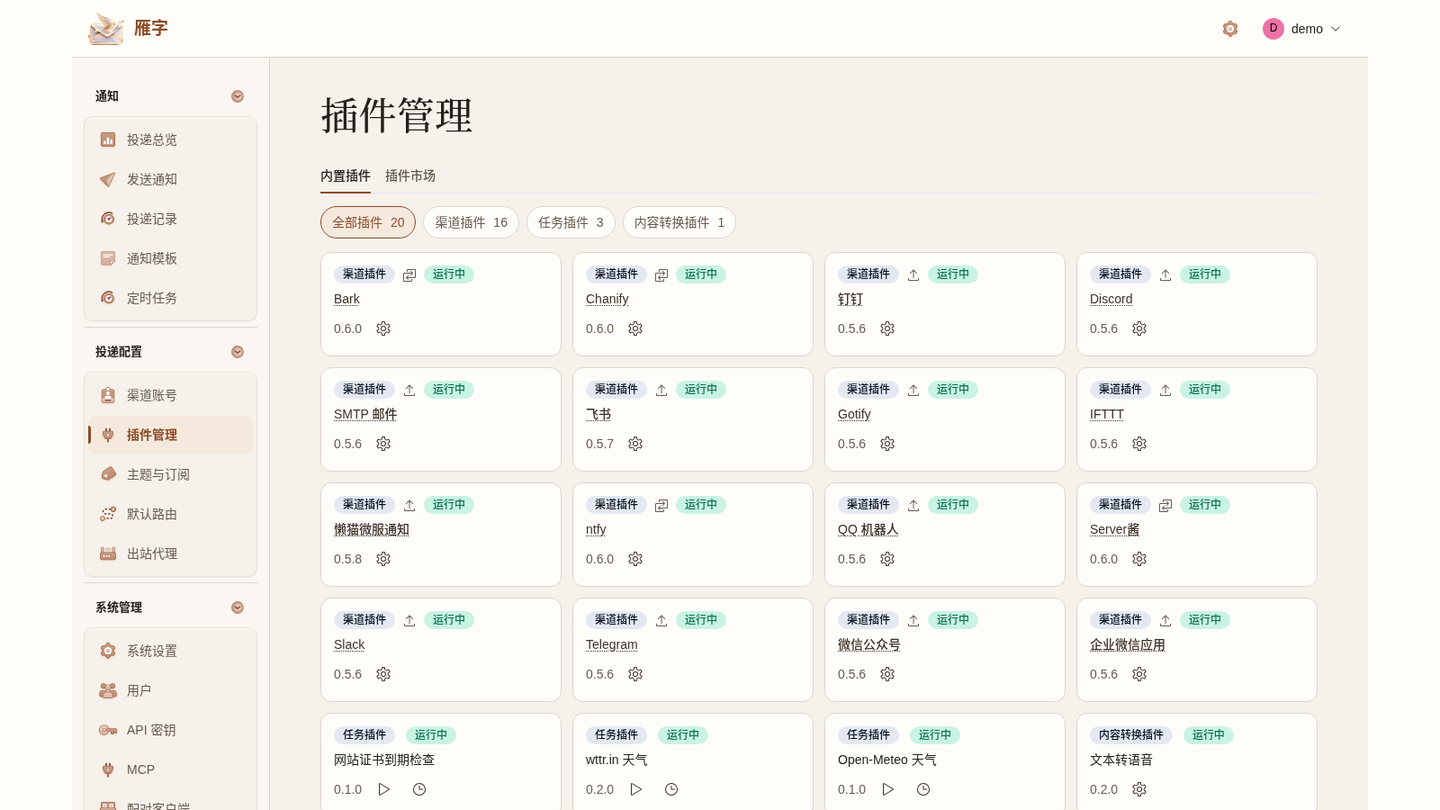 雁字
D demo
通知
投递总览
发送通知
投递记录
通知模板
定时任务
投递配置
渠道账号
插件管理
主题与订阅
默认路由
出站代理
系统管理
系统设置
用户
API 密钥
MCP
配对客户端
插件管理
内置插件 插件市场
全部插件 20 渠道插件 16 任务插件 3 内容转换插件 1
渠道插件 运行中
Bark
0.6.0
渠道插件 运行中
Chanify
0.6.0
渠道插件 运行中
钉钉
0.5.6
渠道插件 运行中
Discord
0.5.6
渠道插件 运行中
SMTP 邮件
0.5.6
渠道插件 运行中
飞书
0.5.7
渠道插件 运行中
Gotify
0.5.6
渠道插件 运行中
IFTTT
0.5.6
渠道插件 运行中
懒猫微服通知
0.5.8
渠道插件 运行中
ntfy
0.6.0
渠道插件 运行中
QQ 机器人
0.5.6
渠道插件 运行中
Server酱
0.6.0
渠道插件 运行中
Slack
0.5.6
渠道插件 运行中
Telegram
0.5.6
渠道插件 运行中
微信公众号
0.5.6
渠道插件 运行中
企业微信应用
0.5.6
任务插件 运行中
网站证书到期检查
0.1.0
任务插件 运行中
wttr.in 天气
0.2.0
任务插件 运行中
Open-Meteo 天气
0.1.0
内容转换插件 运行中
文本转语音
0.2.0